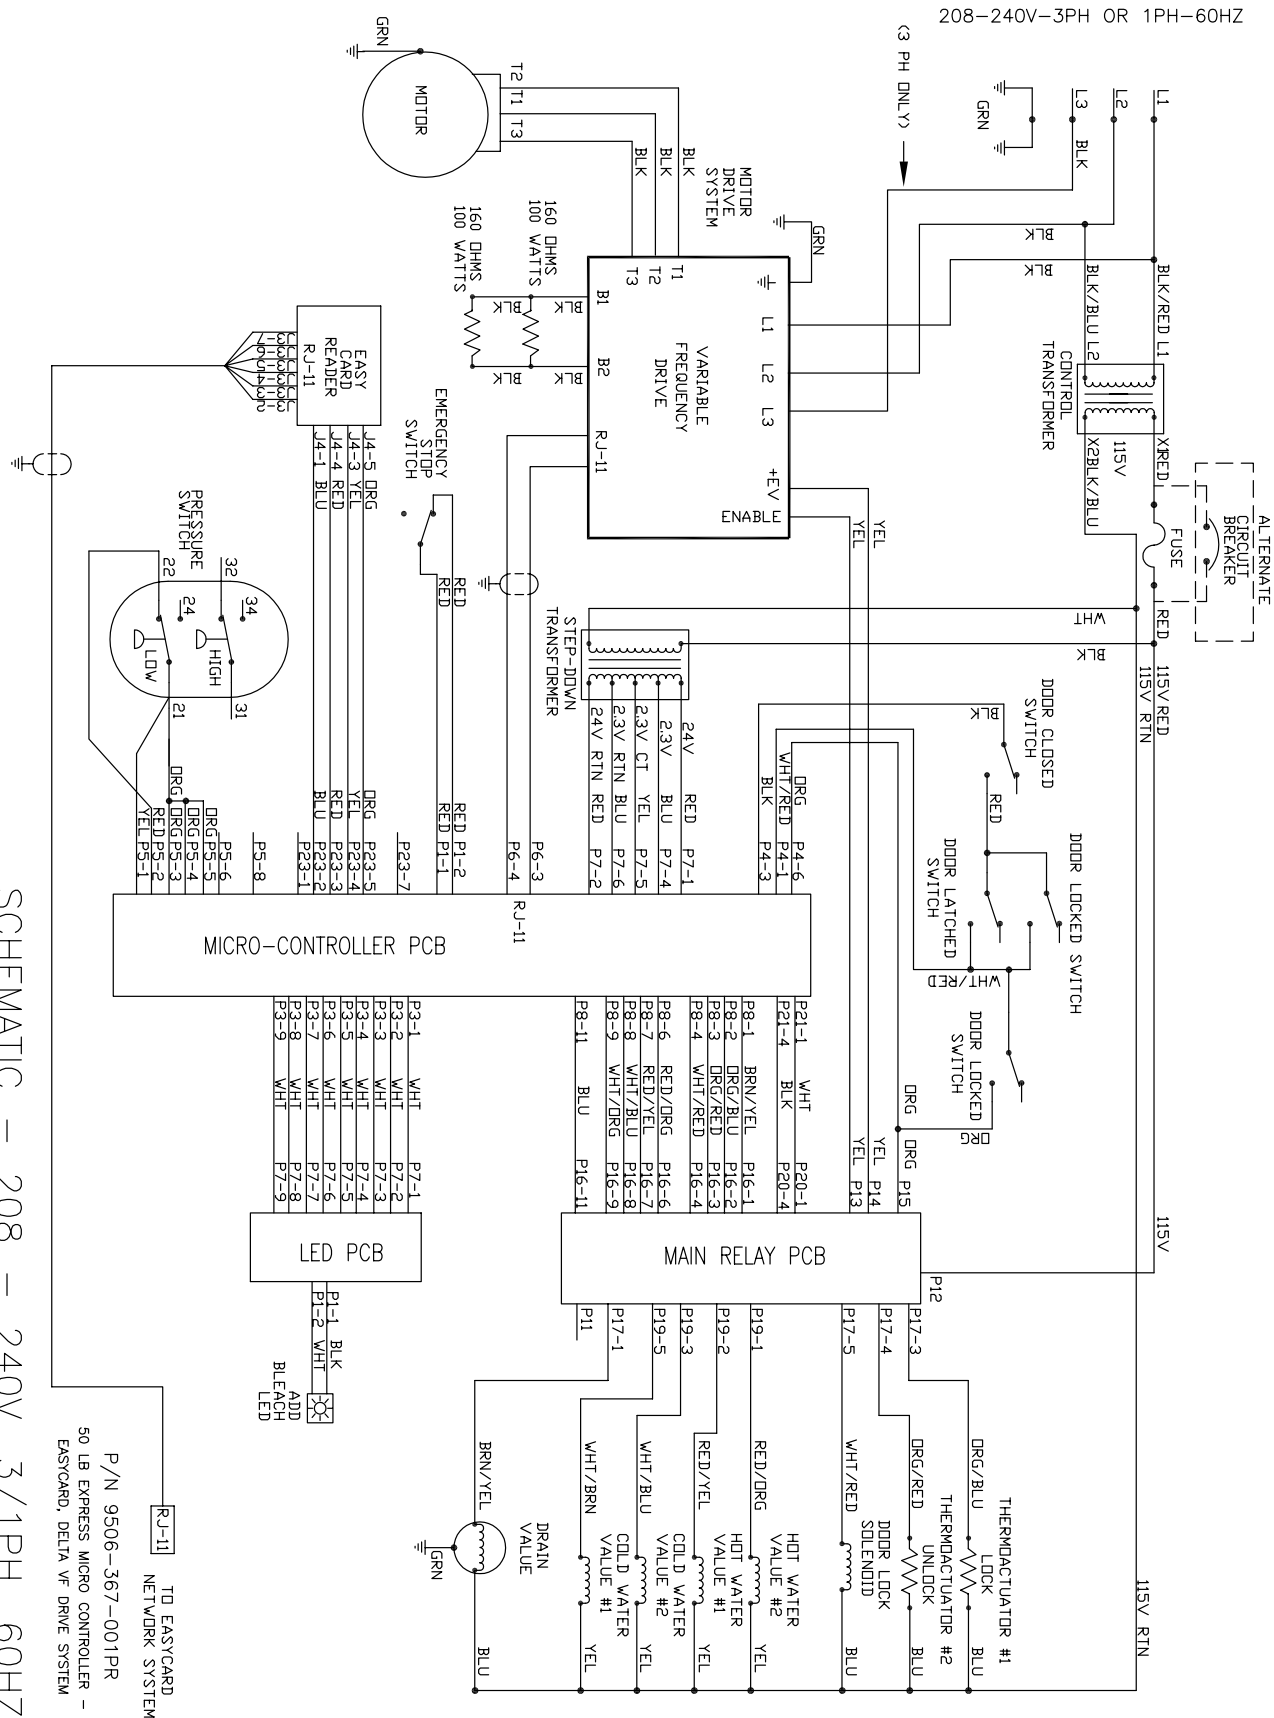 208-240V-3PH OR 1PH-60HZ
L1
L2
L3
BLK
GRN
(3 PH ONLY)
GRN
MOTOR
T2
T1
T3
BLK
BLK
BLK
MOTOR
DRIVE
SYSTEM
GRN
BLK
BLK
BLK/RED L1
BLK/BLU L2
CONTROL
TRANSFORMER
X1
RED
115V
X2
BLK/BLU
ALTERNATE
CIRCUIT
BREAKER
FUSE
RED
WHT
BLK
115V RED
115V RTN
VARIABLE
FREQUENCY
DRIVE
T1
T2
T3
L1
L2
L3
+EV
ENABLE
B1
B2
RJ-11
YEL
YEL
160 OHMS
100 WATTS
160 OHMS
100 WATTS
BLK
BLK
BLK
BLK
EASY
CARD
READER
RJ-11
J4-5 ORG
J4-3 YEL
J4-4 RED
J4-1 BLU
EMERGENCY
STOP
SWITCH
RED
RED
PRESSURE
SWITCH
22
24
32
34
LOW
HIGH
21
31
STEP-DOWN
TRANSFORMER
24V
2.3V
2.3V CT
2.3V RTN
24V RTN
RED
BLU
YEL
BLU
RED
P7-1
P7-4
P7-5
P7-6
P7-2
DOOR CLOSED
SWITCH
BLK
RED
DOOR LOCKED SWITCH
DOOR LATCHED
SWITCH
WHT/RED
DOOR LOCKED
SWITCH
ORG
ORG
ORG
WHT/RED
BLK
P4-6
P4-1
P4-3
P6-3
P6-4
RED P1-2
RED P1-1
P23-7
ORG P23-5
YEL P23-4
RED P23-3
BLU P23-2
P23-1
P5-8
P5-6
ORG P5-5
ORG P5-4
ORG P5-3
RED P5-2
YEL P5-1
ORG
RJ-11
MICRO-CONTROLLER PCB
P21-1 WHT P20-1
P21-4 BLK P20-4
P8-1 BRN/YEL P16-1
P8-2 ORG/BLU P16-2
P8-3 ORG/RED P16-3
P8-4 WHT/RED P16-4
P8-6 RED/ORG P16-6
P8-7 RED/YEL P16-7
P8-8 WHT/BLU P16-8
P8-9 WHT/ORG P16-9
P8-11 BLU P16-11
P3-1 WHT P7-1
P3-2 WHT P7-2
P3-3 WHT P7-3
P3-4 WHT P7-4
P3-5 WHT P7-5
P3-6 WHT P7-6
P3-7 WHT P7-7
P3-8 WHT P7-8
P3-9 WHT P7-9
ORG P15
YEL P14
YEL P13
115V
MAIN RELAY PCB
LED PCB
P12
P17-3
P17-4
P17-5
P19-1
P19-2
P19-3
P19-5
P17-1
P11
P1-1 BLK
P1-2 WHT
ADD
BLEACH
LED
ORG/BLU
THERMOACTUATOR #1
LOCK
BLU
ORG/RED
THERMOACTUATOR #2
UNLOCK
BLU
WHT/RED
DOOR LOCK
SOLENOID
BLU
RED/ORG
HOT WATER
VALUE #2
YEL
RED/YEL
HOT WATER
VALUE #1
YEL
WHT/BLU
COLD WATER
VALUE #2
YEL
WHT/BRN
COLD WATER
VALUE #1
YEL
BRN/YEL
DRAIN
VALUE
GRN
BLU
115V RTN
RJ-11
TO EASYCARD
NETWORK SYSTEM
P/N 9506-367-001PR
50 LB EXPRESS MICRO CONTROLLER -
EASYCARD, DELTA VF DRIVE SYSTEM
SCHEMATIC - 208 - 240V 3/1PH 60HZ